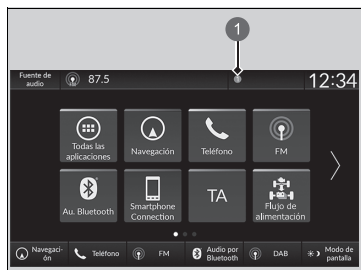 1
Fuente de
audio
87.5
12:34
Todas las
aplicaciones
Navegación
Teléfono
FM
Au. Bluetooth
Smartphone
Connection
TA
Flujo de
alimentación
Navegaci-
ón
Teléfono
FM
Audio por
Bluetooth
DAB
Modo de
pantalla